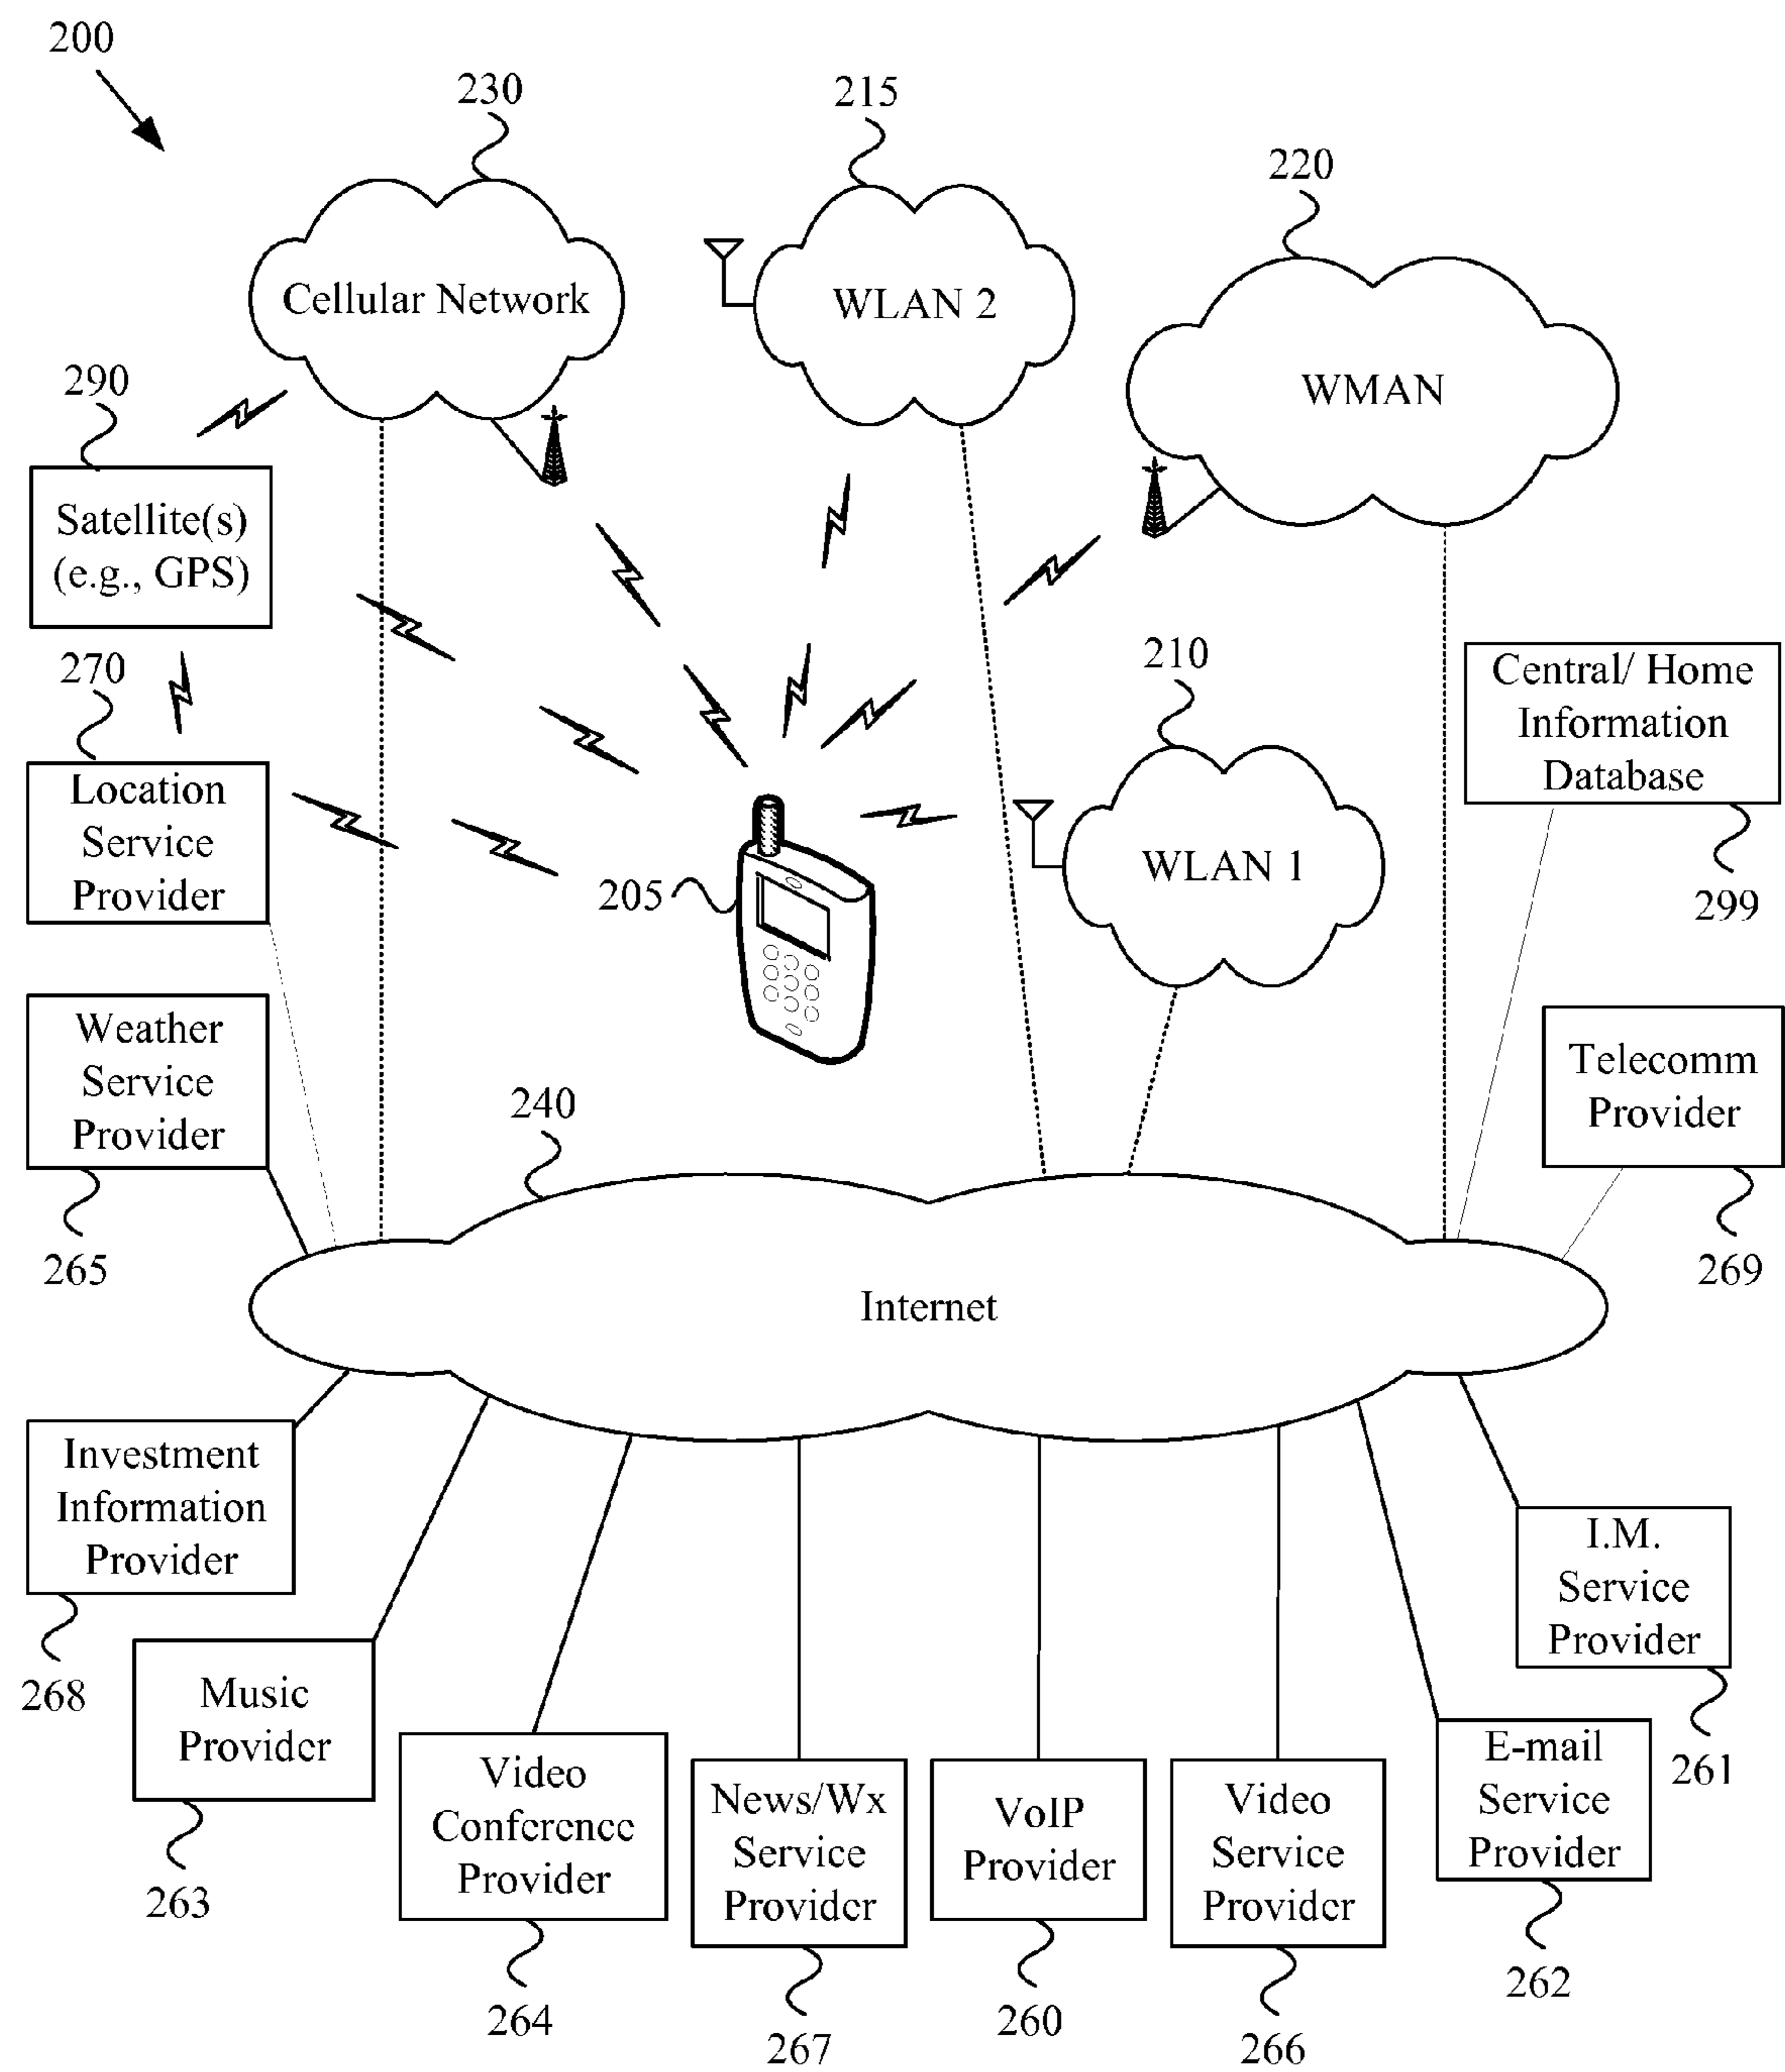 200
230
215
220
Cellular Network
WLAN 2
WMAN
290
Satellite(s)
(e.g., GPS)
270
210
Central/ Home
Information
Database
Location
Service
Provider
205
WLAN 1
299
Weather
Service
Provider
Telecomm
Provider
240
265
269
Internet
Investment
Information
Provider
I.M.
Service
Provider
268
Music
Provider
261
Video
Conference
Provider
News/Wx
Service
Provider
VoIP
Provider
Video
Service
Provider
E-mail
Service
Provider
263
264
267
260
266
262